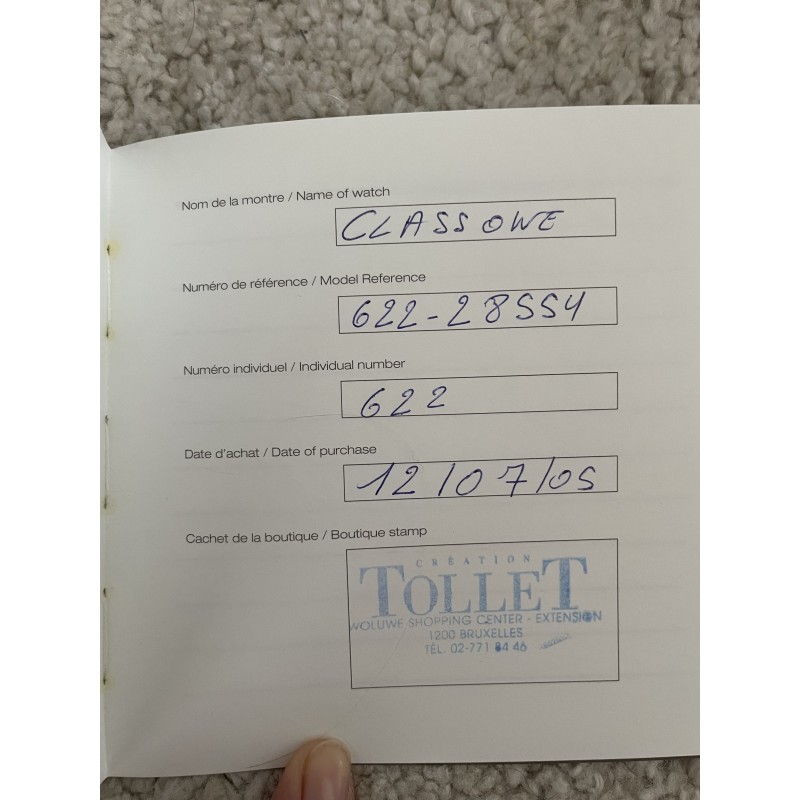 Nom de la montre / Name of watch
CLASS OWE
Numéro de référence / Model Reference
622-28SS4
Numéro individuel / Individual number
622
Date d'achat / Date of purchase
12/07/05
Cachet de la boutique / Boutique stamp
CRÉATION
TOLLET
WOLUWE SHOPPING CENTER - EXTENSION
1200 BRUXELLES
TÉL. 02-771 84 46